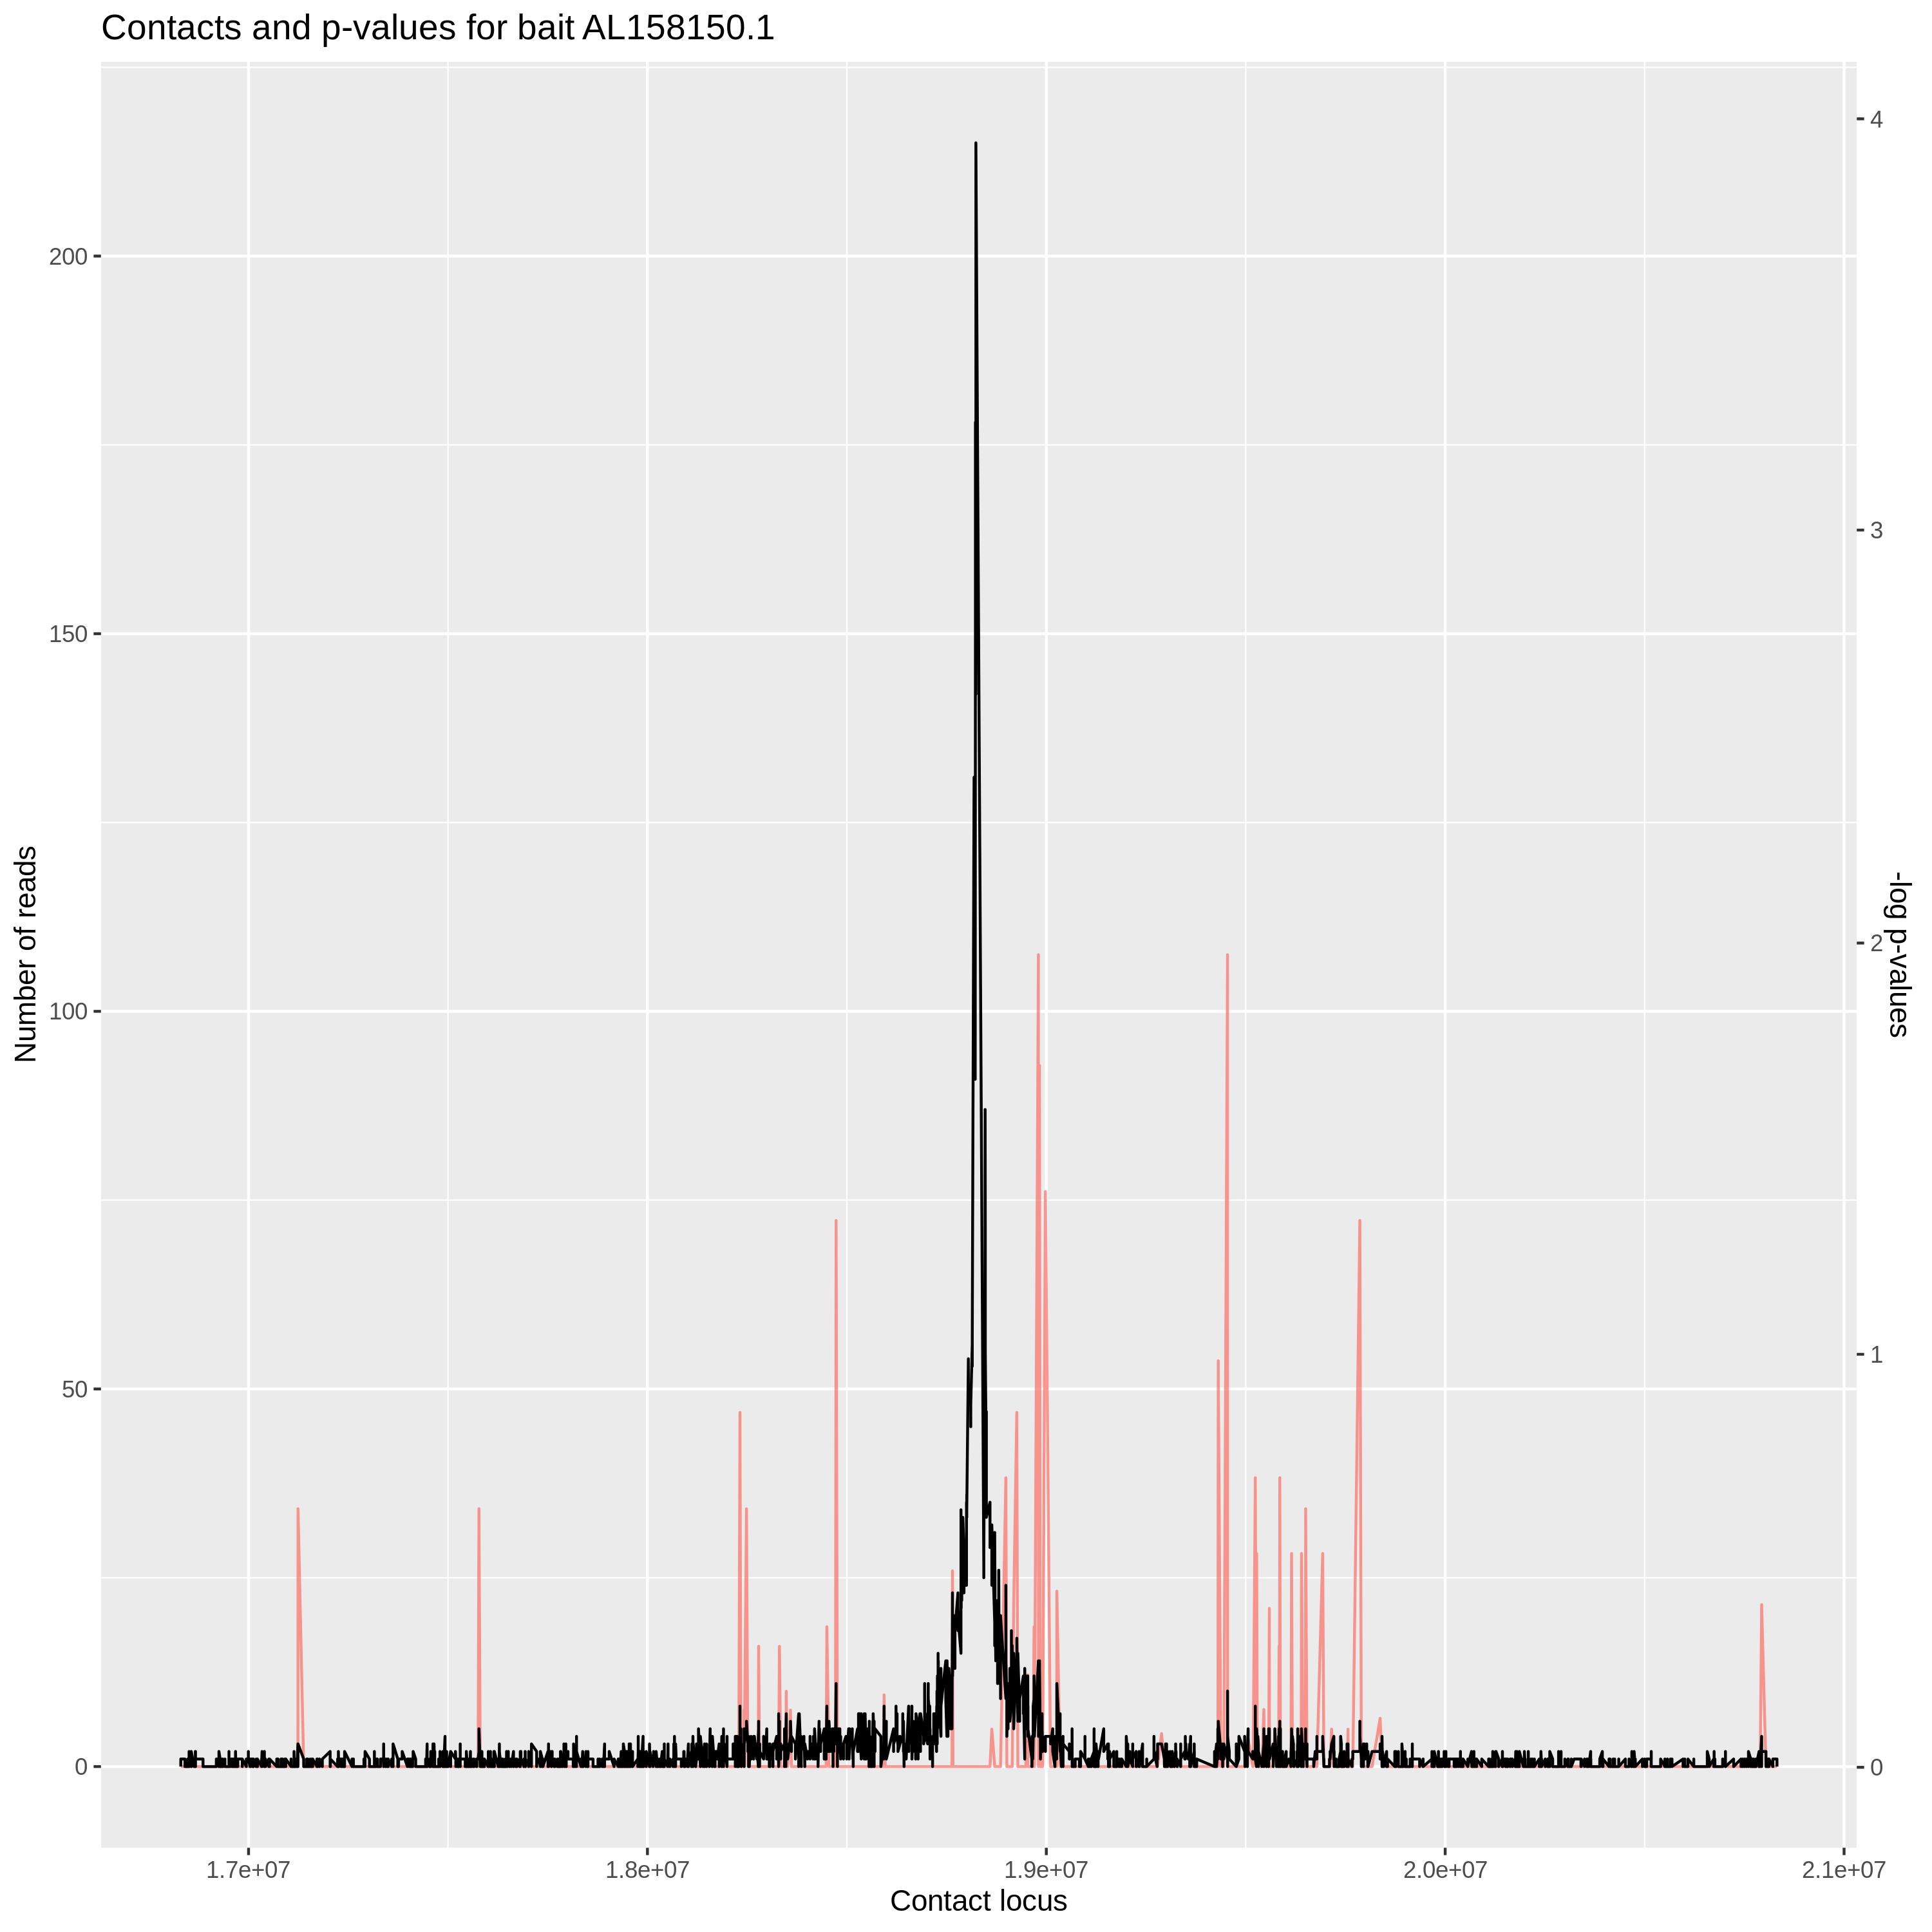 Contacts and p-values for bait AL158150.1
Number of reads
200
150
100
50
0
4
3
2
1
0
-log p-values
1.7e+07 1.8e+07 1.9e+07 2.0e+07 2.1e+07
Contact locus